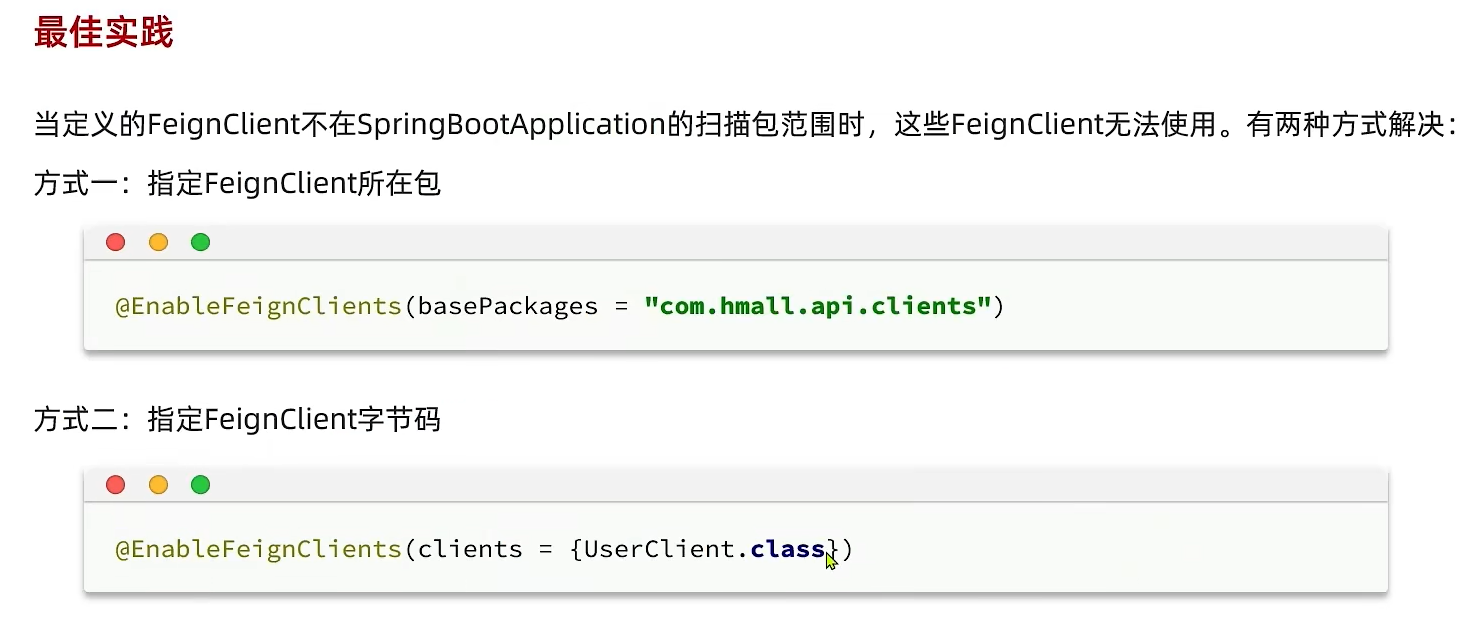 最佳实践
当定义的FeignClient不在SpringBootApplication的扫描包范围时，这些FeignClient无法使用。有两种方式解决：
方式一：指定FeignClient所在包
@EnableFeignClients(basePackages = "com.hmall.api.clients")
方式二：指定FeignClient字节码
@EnableFeignClients(clients = {UserClient.class})